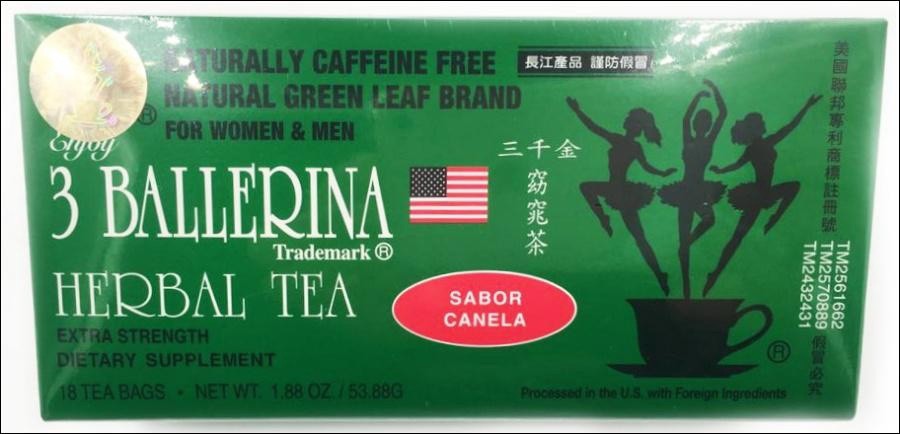 NATURALLY CAFFEINE FREE
NATURAL GREEN LEAF BRAND
®
FOR WOMEN & MEN
長江產品 謹防假冒
Enjoy
3 BALLERINA
Trademark ®
HERBAL TEA
EXTRA STRENGTH
DIETARY SUPPLEMENT
18 TEA BAGS • NET WT. 1.88 OZ. / 53.88G
三千金
窈窕茶
SABOR
CANELA
®
Processed in the U.S. with Foreign Ingredients
美國聯邦專利商標註冊號
TM2561662
TM2570889
TM2432431
假冒必究